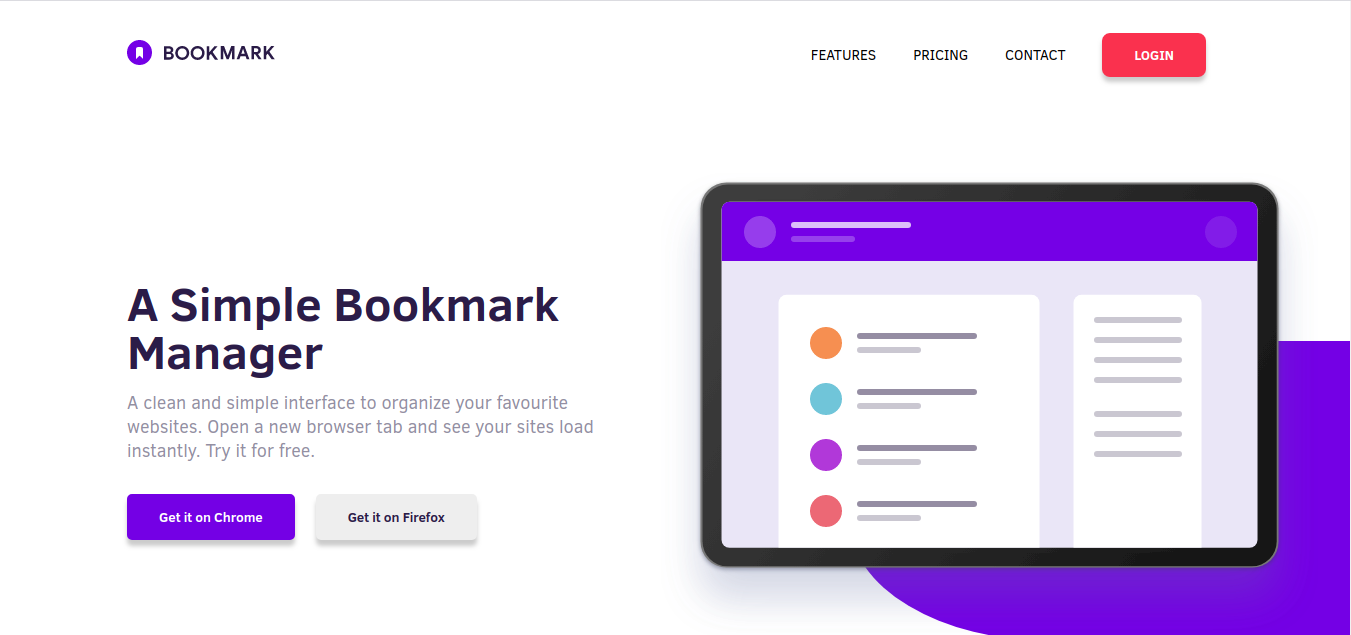 BOOKMARK
FEATURES PRICING CONTACT LOGIN
A Simple Bookmark
Manager
A clean and simple interface to organize your favourite
websites. Open a new browser tab and see your sites load
instantly. Try it for free.
Get it on Chrome Get it on Firefox